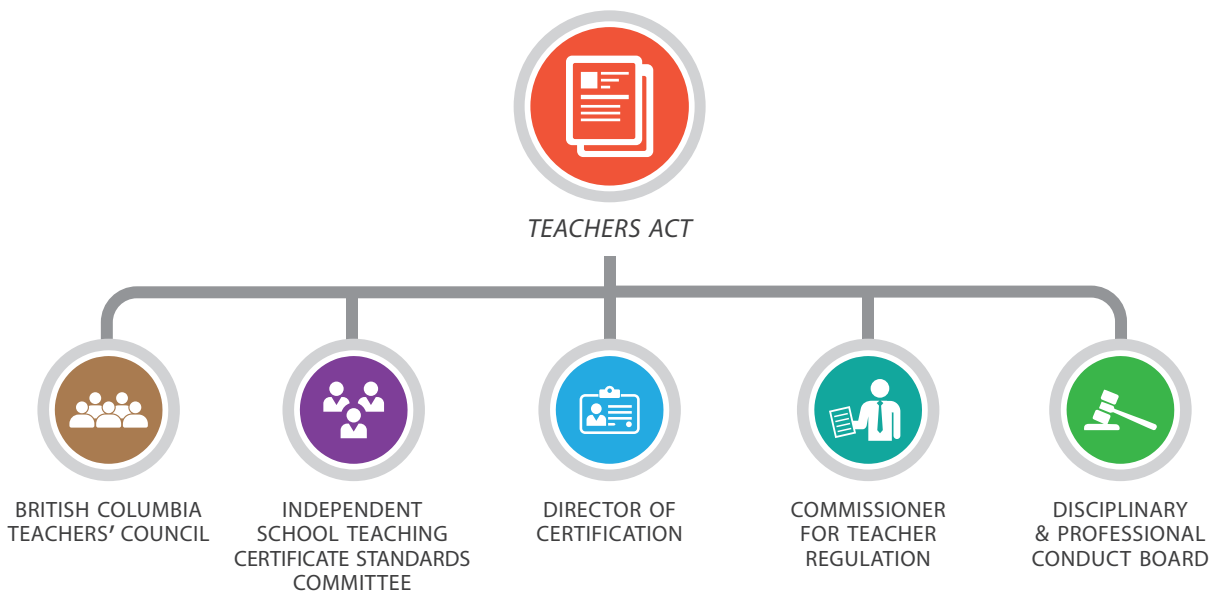 TEACHERS ACT
BRITISH COLUMBIA
TEACHERS' COUNCIL
INDEPENDENT
SCHOOL TEACHING
CERTIFICATE STANDARDS
COMMITTEE
DIRECTOR OF
CERTIFICATION
COMMISSIONER
FOR TEACHER
REGULATION
DISCIPLINARY
& PROFESSIONAL
CONDUCT BOARD